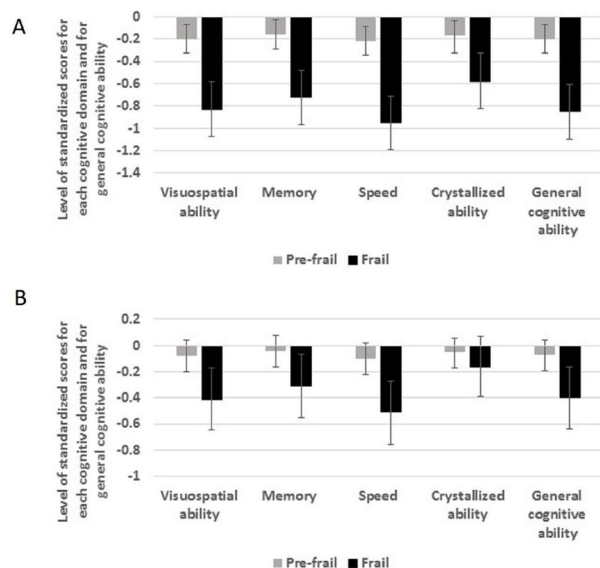 A
Level of standardized scores for
each cognitive domain and for
general cognitive ability
0
-0.2
-0.4
-0.6
-0.8
-1
-1.2
-1.4
Visuospatial
ability
Memory
Speed
Crystallized
ability
General
cognitive
ability
Pre-frail
Frail
B
Level of standardized scores for
each cognitive domain and for
general cognitive ability
0.2
0
-0.2
-0.4
-0.6
-0.8
-1
Visuospatial
ability
Memory
Speed
Crystallized
ability
General
cognitive
ability
Pre-frail
Frail